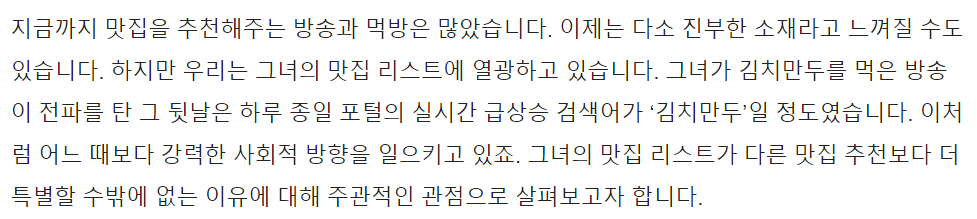 지금까지 맛집을 추천해주는 방송과 먹방은 많았습니다. 이제는 다소 진부한 소재라고 느껴질 수도
있습니다. 하지만 우리는 그녀의 맛집 리스트에 열광하고 있습니다. 그녀가 김치만두를 먹은 방송
이 전파를 탄 그 뒷날은 하루 종일 포털의 실시간 급상승 검색어가 ‘김치만두’일 정도였습니다. 이처
럼 어느 때보다 강력한 사회적 방향을 일으키고 있죠. 그녀의 맛집 리스트가 다른 맛집 추천보다 더
특별할 수밖에 없는 이유에 대해 주관적인 관점으로 살펴보고자 합니다.